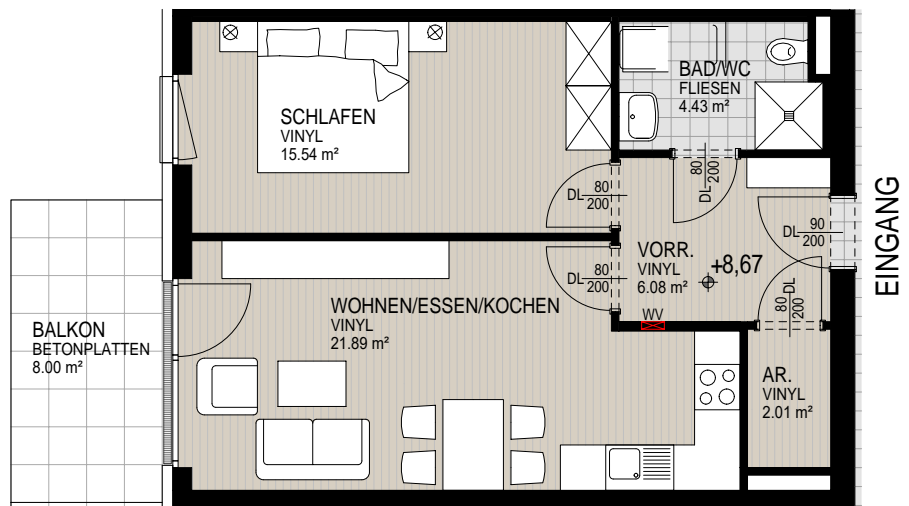 SCHLAFEN
VINYL
15.54 m²
BAD/WC
FLIESEN
4.43 m²
DL 80
200
DL 80
200
DL 90
200
EINGANG
VORR.
VINYL
6.08 m²
+8,67
DL 80
200
DL 80
200
WV
WOHNEN/ESSEN/KOCHEN
VINYL
21.89 m²
BALKON
BETONPLATTEN
8.00 m²
AR.
VINYL
2.01 m²